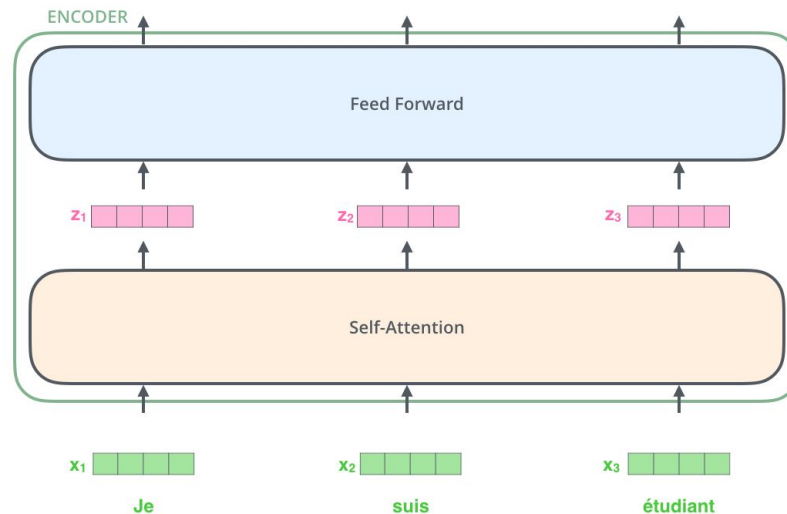 ENCODER
Feed Forward
z₁ z₂ z₃
Self-Attention
x₁ x₂ x₃
Je suis étudiant